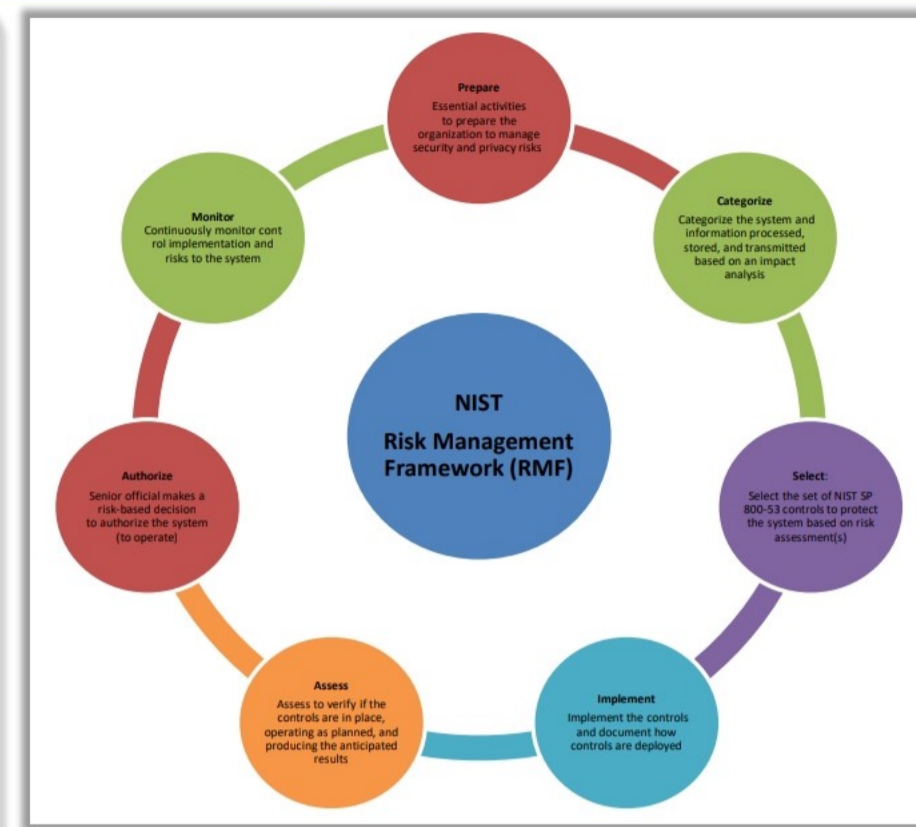 Prepare
Essential activities
to prepare the
organization to manage
security and privacy risks
Categorize
Categorize the system and
information processed,
stored, and transmitted
based on an impact
analysis
Select:
Select the set of NIST SP
800-53 controls to protect
the system based on risk
assessment(s)
Implement
Implement the controls
and document how
controls are deployed
Assess
Assess to verify if the
controls are in place,
operating as planned, and
producing the anticipated
results
Authorize
Senior official makes a
risk-based decision
to authorize the system
(to operate)
Monitor
Continuously monitor cont
rol implementation and
risks to the system
NIST
Risk Management
Framework (RMF)